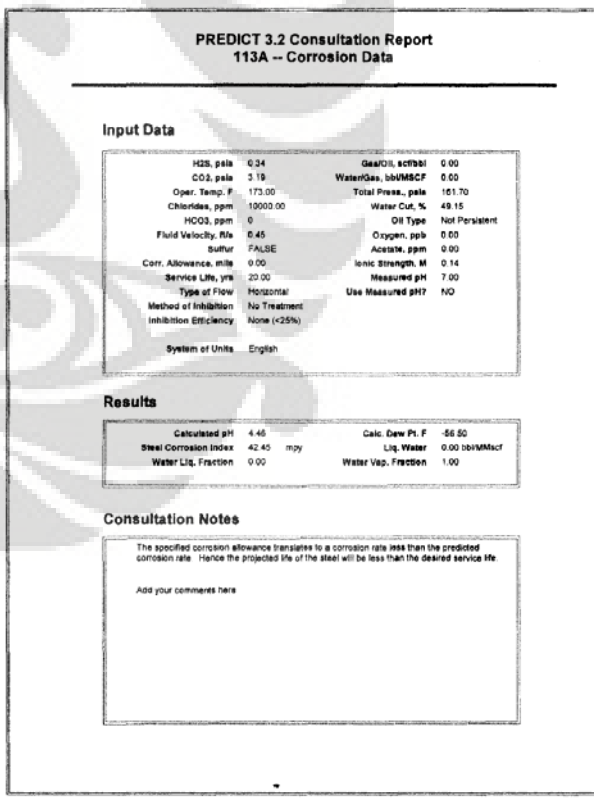 PREDICT 3.2 Consultation Report
113A -- Corrosion Data
Input Data
H2S, psia 0.34 Gas/Oil, scf/bbl 0.00
CO2, psia 3.19 Water/Gas, bbl/MSCF 0.00
Oper. Temp. F 173.00 Total Press., psia 161.70
Chlorides, ppm 10000.00 Water Cut, % 49.15
HCO3, ppm 0 Oil Type Not Persistent
Fluid Velocity, ft/s 0.45 Oxygen, ppb 0.00
Sulfur FALSE Acetate, ppm 0.00
Corr. Allowance, mils 0.00 Ionic Strength, M 0.14
Service Life, yrs 20.00 Measured pH 7.00
Type of Flow Horizontal Use Measured pH? NO
Method of Inhibition No Treatment
Inhibition Efficiency None (<25%)
System of Units English
Results
Calculated pH 4.46 Calc. Dew Pt. F -56.50
Steel Corrosion Index 42.45 mpy Liq. Water 0.00 bbl/MMscf
Water Liq. Fraction 0.00 Water Vap. Fraction 1.00
Consultation Notes
The specified corrosion allowance translates to a corrosion rate less than the predicted
corrosion rate. Hence the projected life of the steel will be less than the desired service life.
Add your comments here